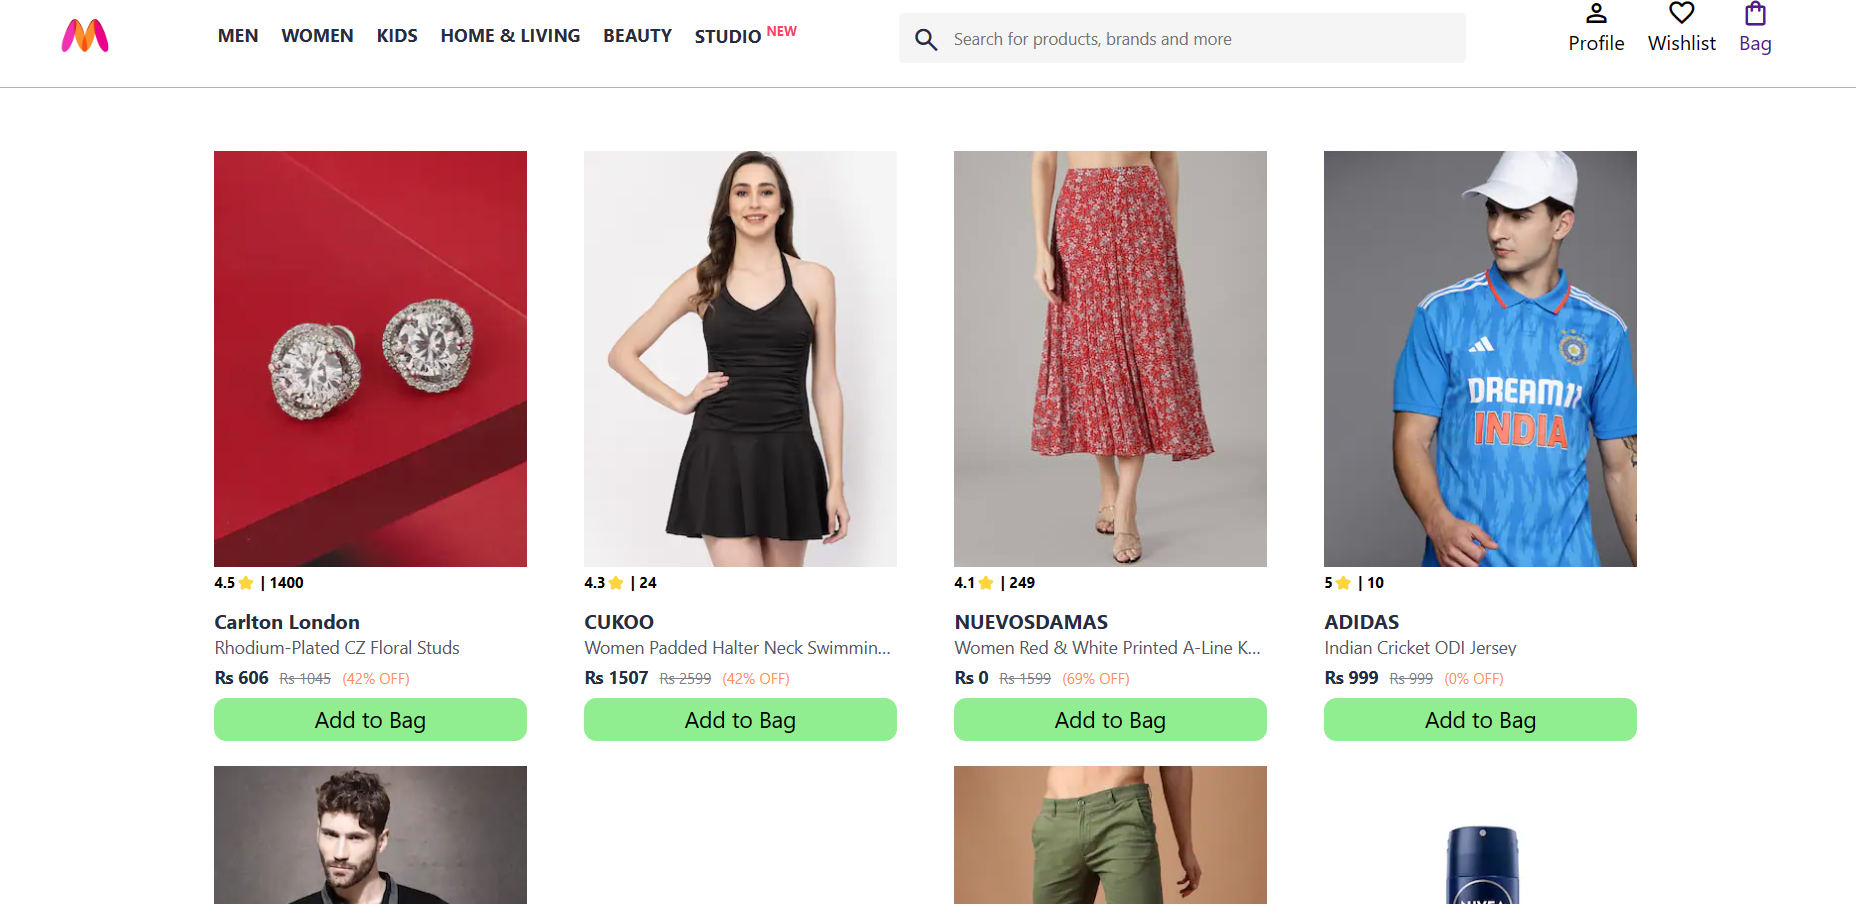 MEN WOMEN KIDS HOME & LIVING BEAUTY STUDIO NEW
Search for products, brands and more
Profile Wishlist Bag
DREAM11
INDIA
4.5 ⭐ | 1400
Carlton London
Rhodium-Plated CZ Floral Studs
Rs 606 Rs 1045 (42% OFF)
Add to Bag
4.3 ⭐ | 24
CUKOO
Women Padded Halter Neck Swimmin...
Rs 1507 Rs 2599 (42% OFF)
Add to Bag
4.1 ⭐ | 249
NUEVOSDAMAS
Women Red & White Printed A-Line K...
Rs 0 Rs 1599 (69% OFF)
Add to Bag
5 ⭐ | 10
ADIDAS
Indian Cricket ODI Jersey
Rs 999 Rs 999 (0% OFF)
Add to Bag
NIVEA